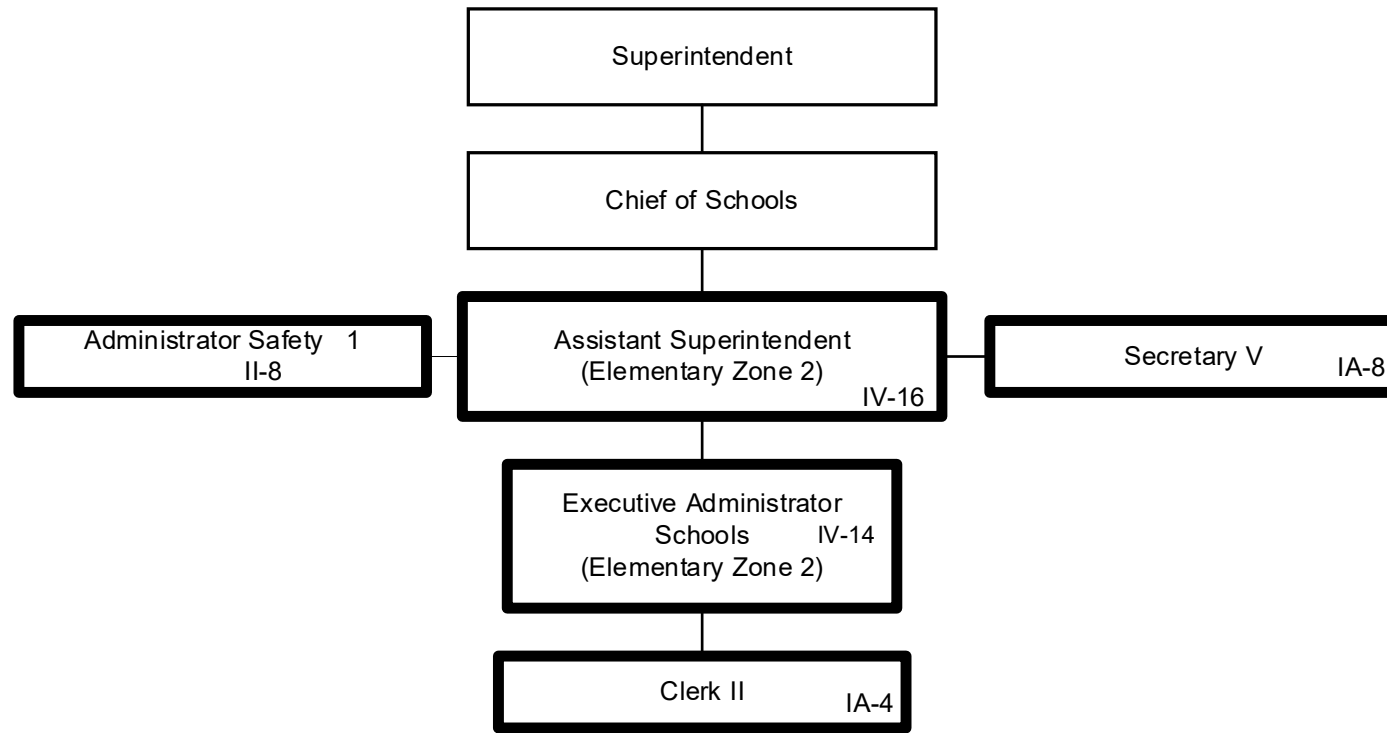 Superintendent
Chief of Schools
Administrator Safety 1
II-8
Assistant Superintendent
(Elementary Zone 2)
IV-16
Secretary V
IA-8
Executive Administrator
Schools IV-14
(Elementary Zone 2)
Clerk II
IA-4